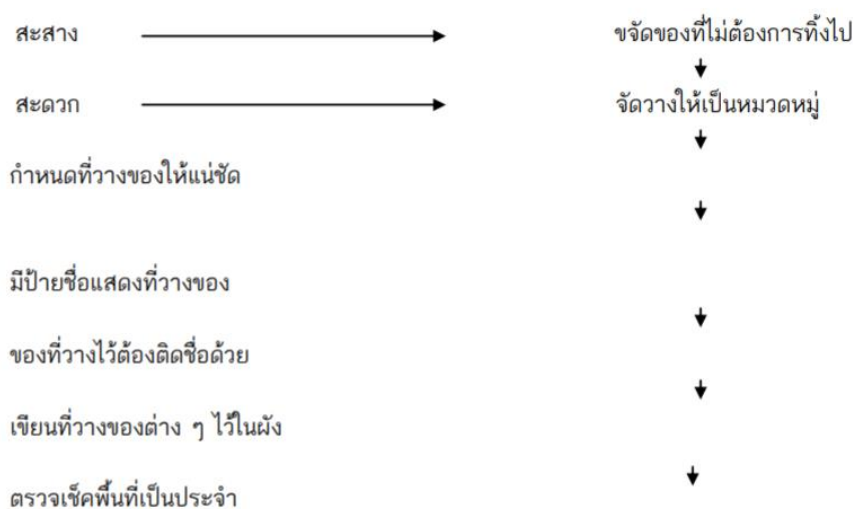 สะสาง ขจัดของที่ไม่ต้องการทิ้งไป
สะดวก จัดวางให้เป็นหมวดหมู่
กำหนดที่วางของให้แน่ชัด
มีป้ายชื่อแสดงที่วางของ
ของที่วางไว้ต้องติดชื่อด้วย
เขียนที่วางของต่าง ๆ ไว้ในผัง
ตรวจเช็คพื้นที่เป็นประจำ